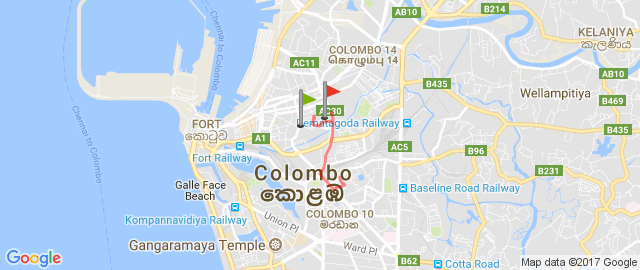 AB10
B214
KELANIYA
කැලණිය
COLOMBO 14
கொழும்பு 14
AC11
AB10
B435
B469
Wellampitiya
Chennai to Colombo
AC30
B435
FORT
කොටුව
Dematagoda Railway
A1
Fort Railway
AC5
B96
B231
Colombo
කොළඹ
Galle Face
Beach
Baseline Road Railway
Chennai to Colombo
Kompannavidiya Railway
COLOMBO 10
මරදාන
Union Pl
Gangaramaya Temple
Ward Pl
B62
Cotta Road
Google
Map data ©2017 Google